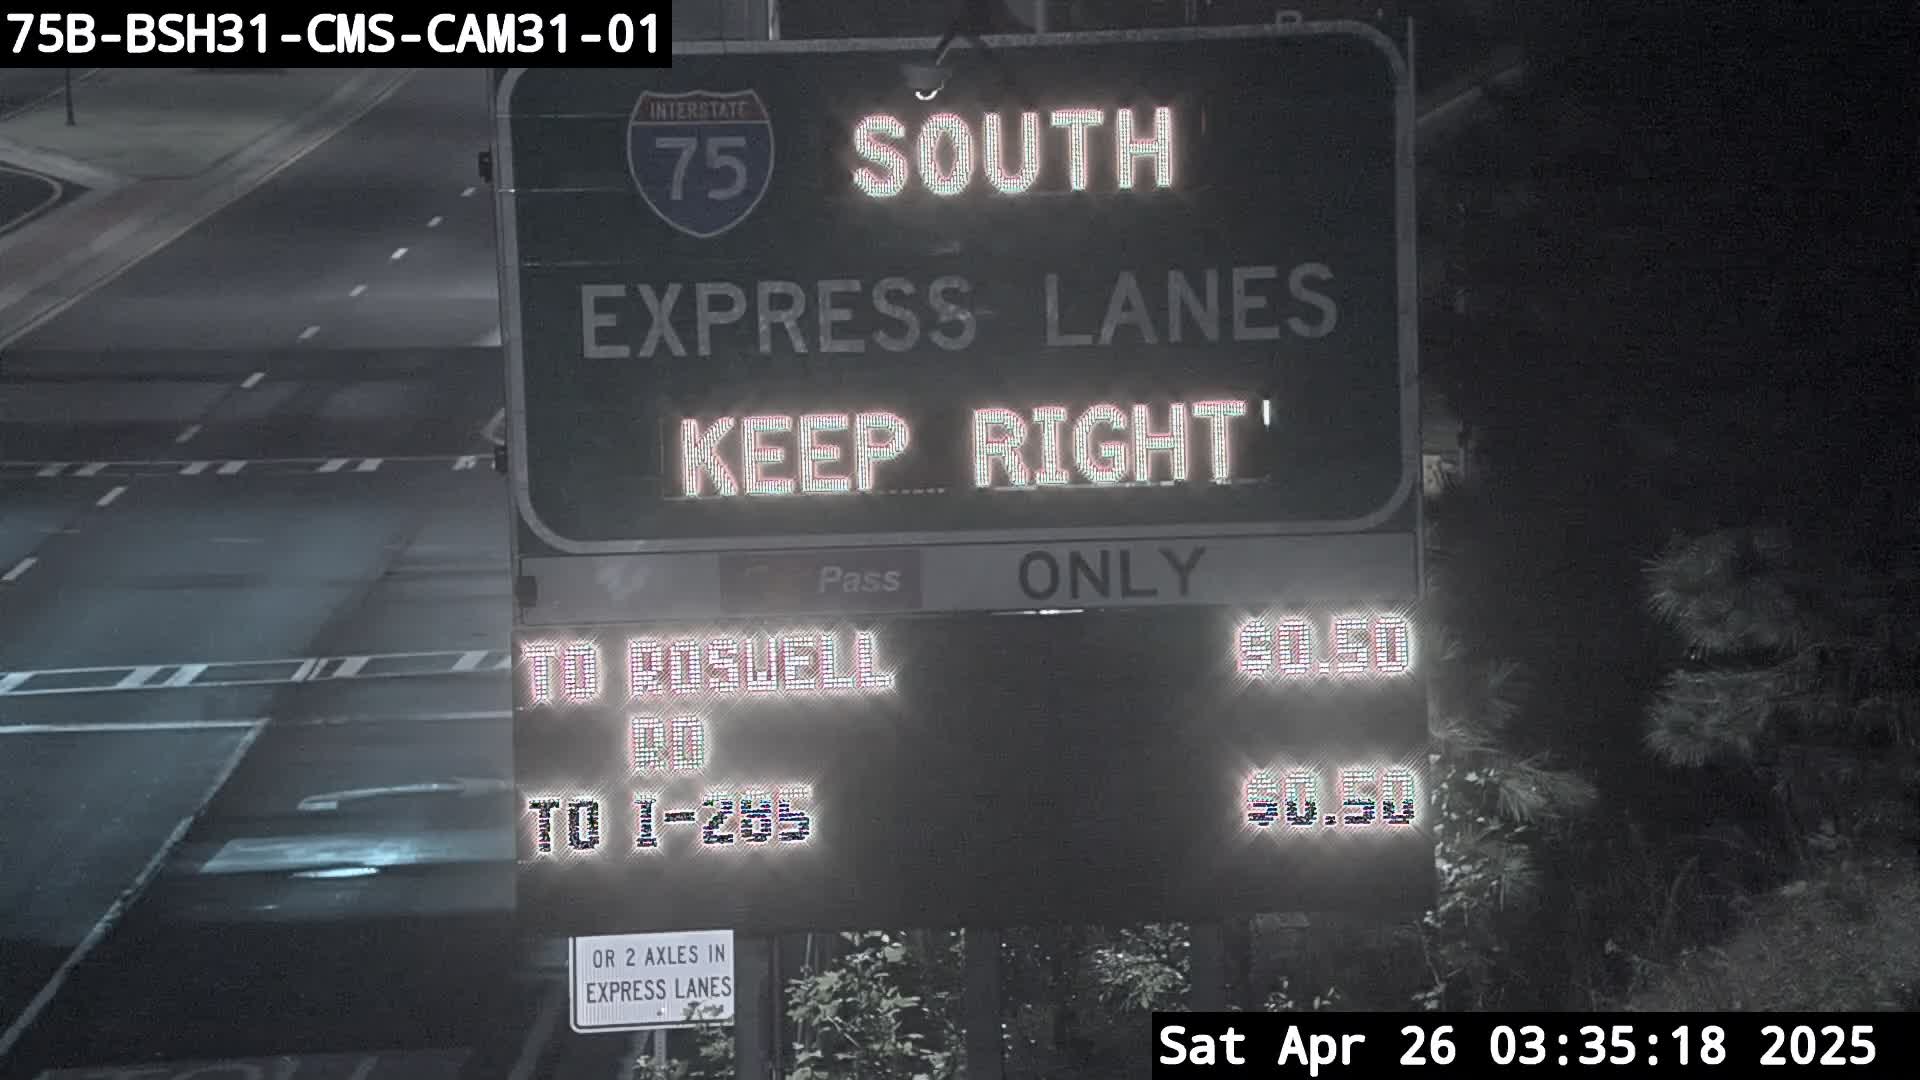 75B-BSH31-CMS-CAM31-01
INTERSTATE
75
SOUTH
EXPRESS LANES
KEEP RIGHT
Pass ONLY
TO ROSWELL $0.50
RD
TO I-285 $0.50
OR 2 AXLES IN
EXPRESS LANES
Sat Apr 26 03:35:18 2025